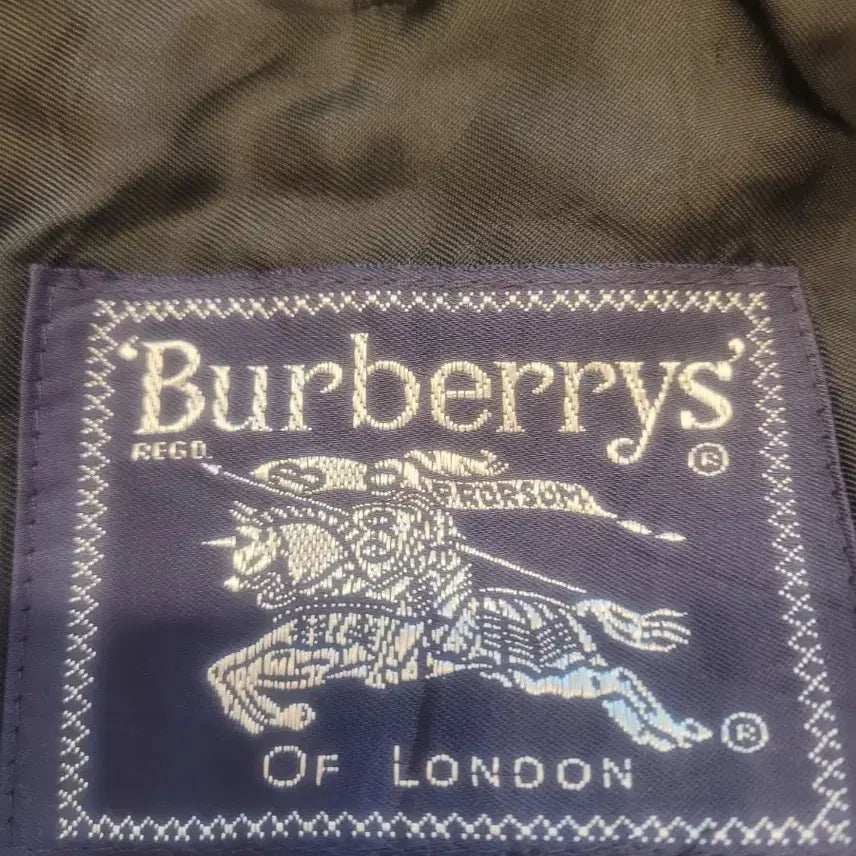 'Burberrys'
REGD. ®
PRORSUM
®
OF LONDON